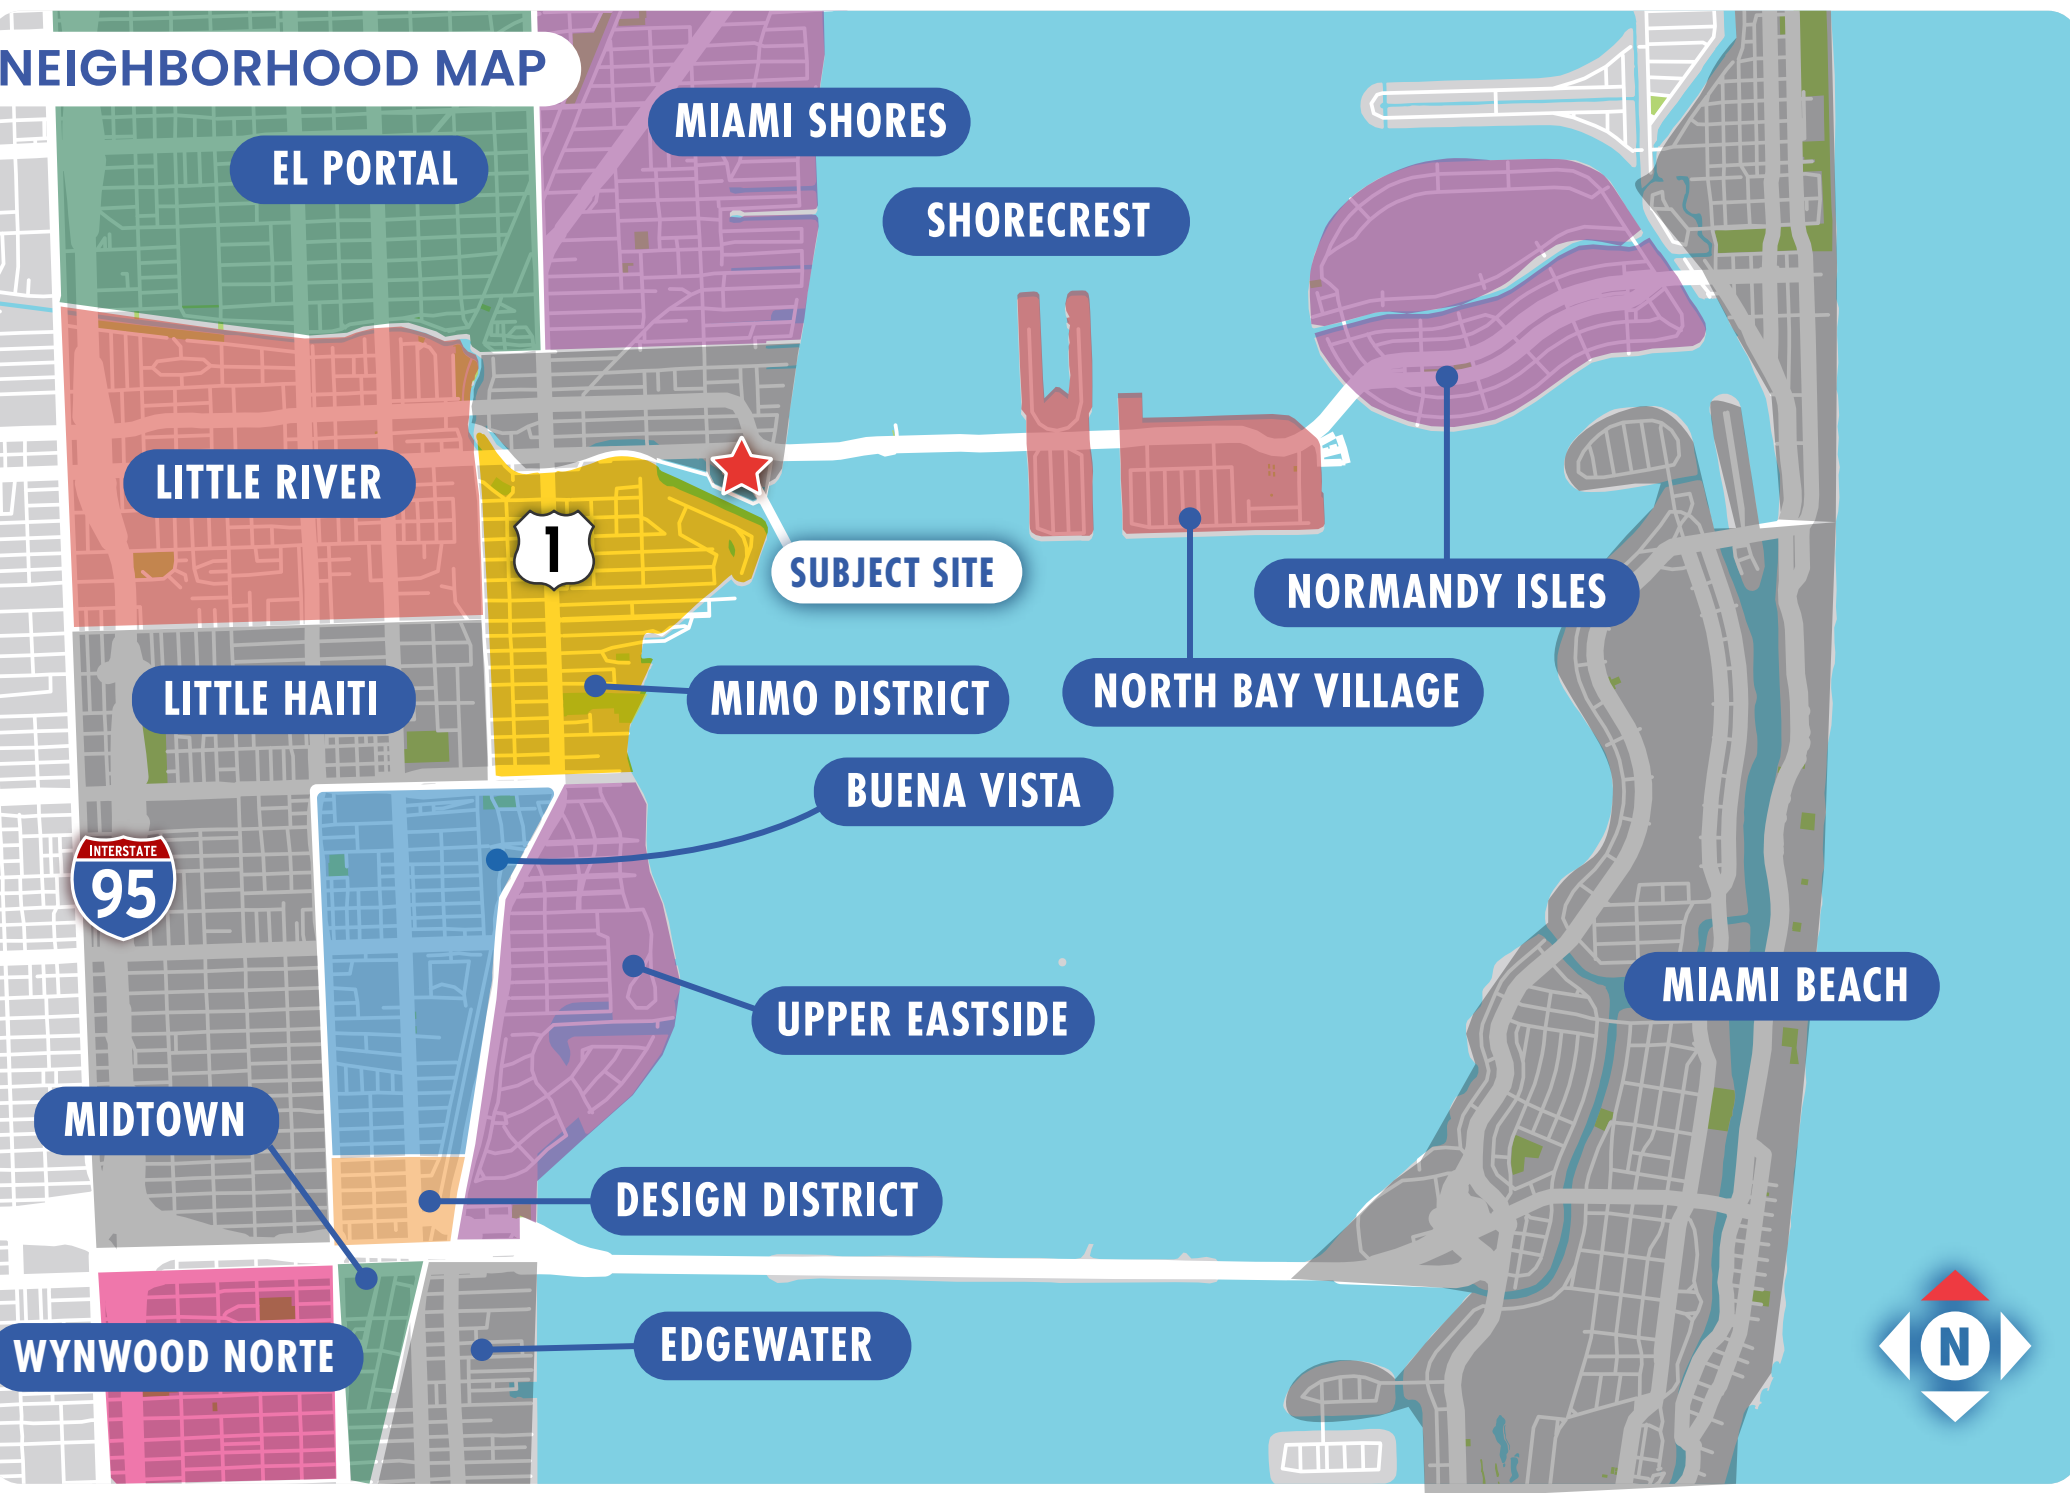 NEIGHBORHOOD MAP
MIAMI SHORES
EL PORTAL
SHORECREST
LITTLE RIVER
1
SUBJECT SITE
NORMANDY ISLES
LITTLE HAITI
MIMO DISTRICT
NORTH BAY VILLAGE
BUENA VISTA
INTERSTATE
95
MIAMI BEACH
UPPER EASTSIDE
MIDTOWN
DESIGN DISTRICT
WYNWOOD NORTE
EDGEWATER
N